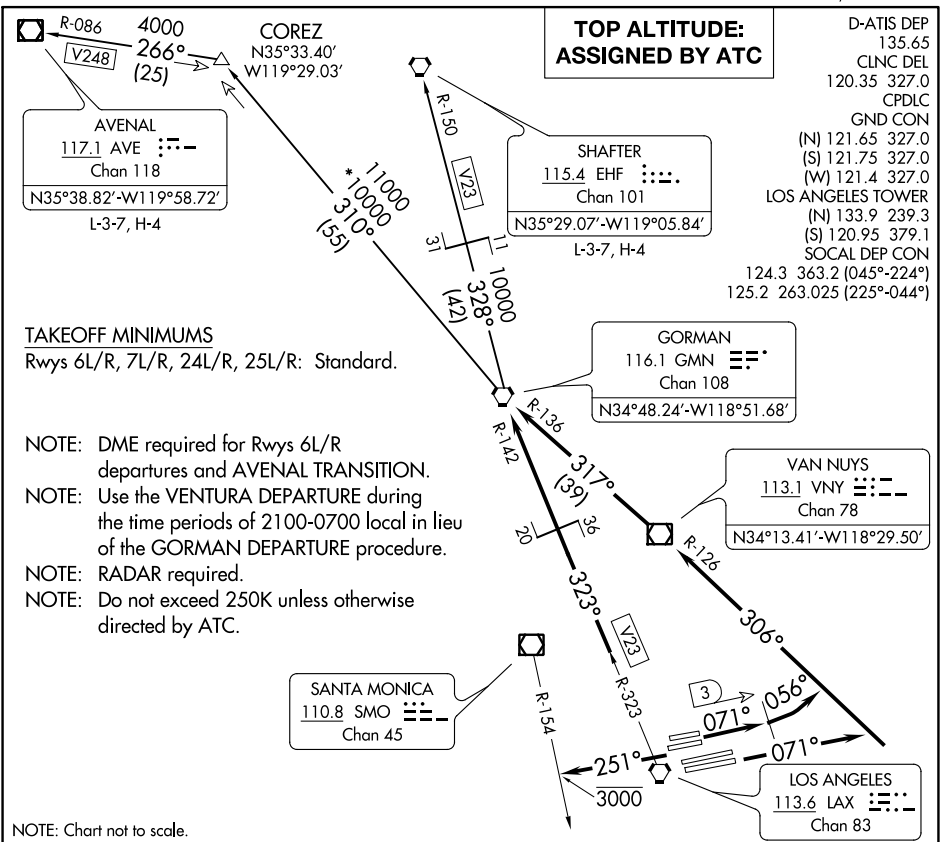 TOP ALTITUDE:
ASSIGNED BY ATC
D-ATIS DEP
135.65
CLNC DEL
120.35 327.0
CPDLC
GND CON
(N) 121.65 327.0
(S) 121.75 327.0
(W) 121.4 327.0
LOS ANGELES TOWER
(N) 133.9 239.3
(S) 120.95 379.1
SOCAL DEP CON
124.3 363.2 (045°-224°)
125.2 263.025 (225°-044°)
R-086
4000
266°
V248
(25)
COREZ
N35°33.40'
W119°29.03'
AVENAL
117.1 AVE
Chan 118
N35°38.82'-W119°58.72'
L-3-7, H-4
R-150
V23
SHAFTER
115.4 EHF
Chan 101
N35°29.07'-W119°05.84'
L-3-7, H-4
11000
*10000
310°
(55)
31
11
10000
328°
(42)
TAKEOFF MINIMUMS
Rwys 6L/R, 7L/R, 24L/R, 25L/R: Standard.
GORMAN
116.1 GMN
Chan 108
N34°48.24'-W118°51.68'
R-136
R-142
317°
(39)
NOTE: DME required for Rwys 6L/R
departures and AVENAL TRANSITION.
NOTE: Use the VENTURA DEPARTURE during
the time periods of 2100-0700 local in lieu
of the GORMAN DEPARTURE procedure.
NOTE: RADAR required.
NOTE: Do not exceed 250K unless otherwise
directed by ATC.
VAN NUYS
113.1 VNY
Chan 78
N34°13.41'-W118°29.50'
R-126
20
36
323°
V23
306°
SANTA MONICA
110.8 SMO
Chan 45
R-154
R-323
3
071°
056°
251°
071°
3000
LOS ANGELES
113.6 LAX
Chan 83
NOTE: Chart not to scale.